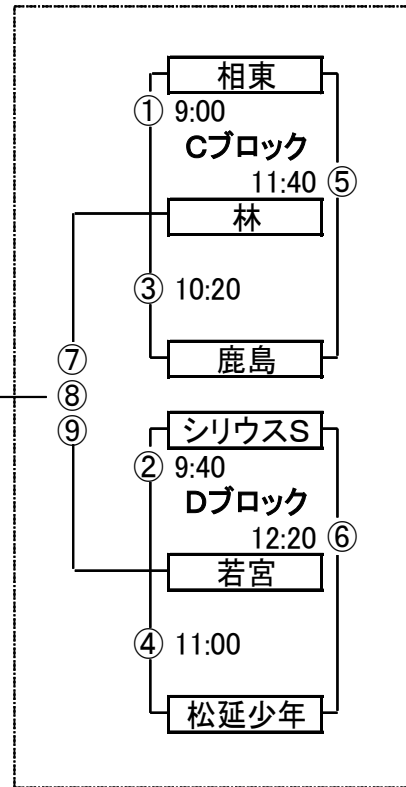 相東
① 9:00
Cブロック
11:40 ⑤
林
③ 10:20
⑦
鹿島
⑧
⑨
シリウスS
② 9:40
Dブロック
12:20 ⑥
若宮
④ 11:00
松延少年